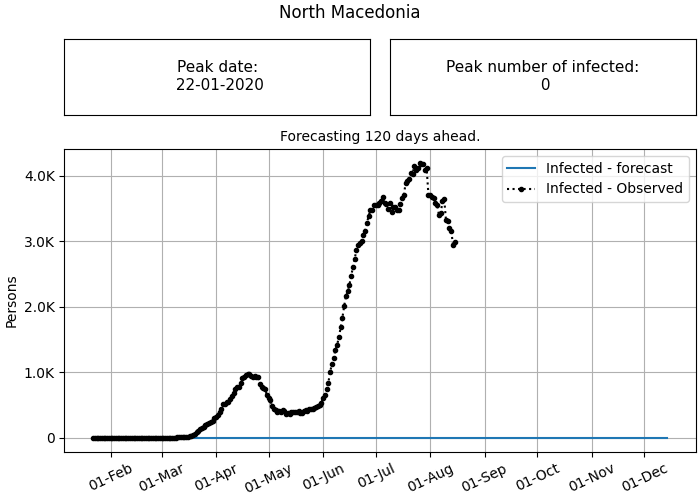 North Macedonia
Peak date:
22-01-2020
Peak number of infected:
0
Forecasting 120 days ahead.
Infected - forecast
Infected - Observed
Persons
4.0K
3.0K
2.0K
1.0K
0
01-Feb
01-Mar
01-Apr
01-May
01-Jun
01-Jul
01-Aug
01-Sep
01-Oct
01-Nov
01-Dec